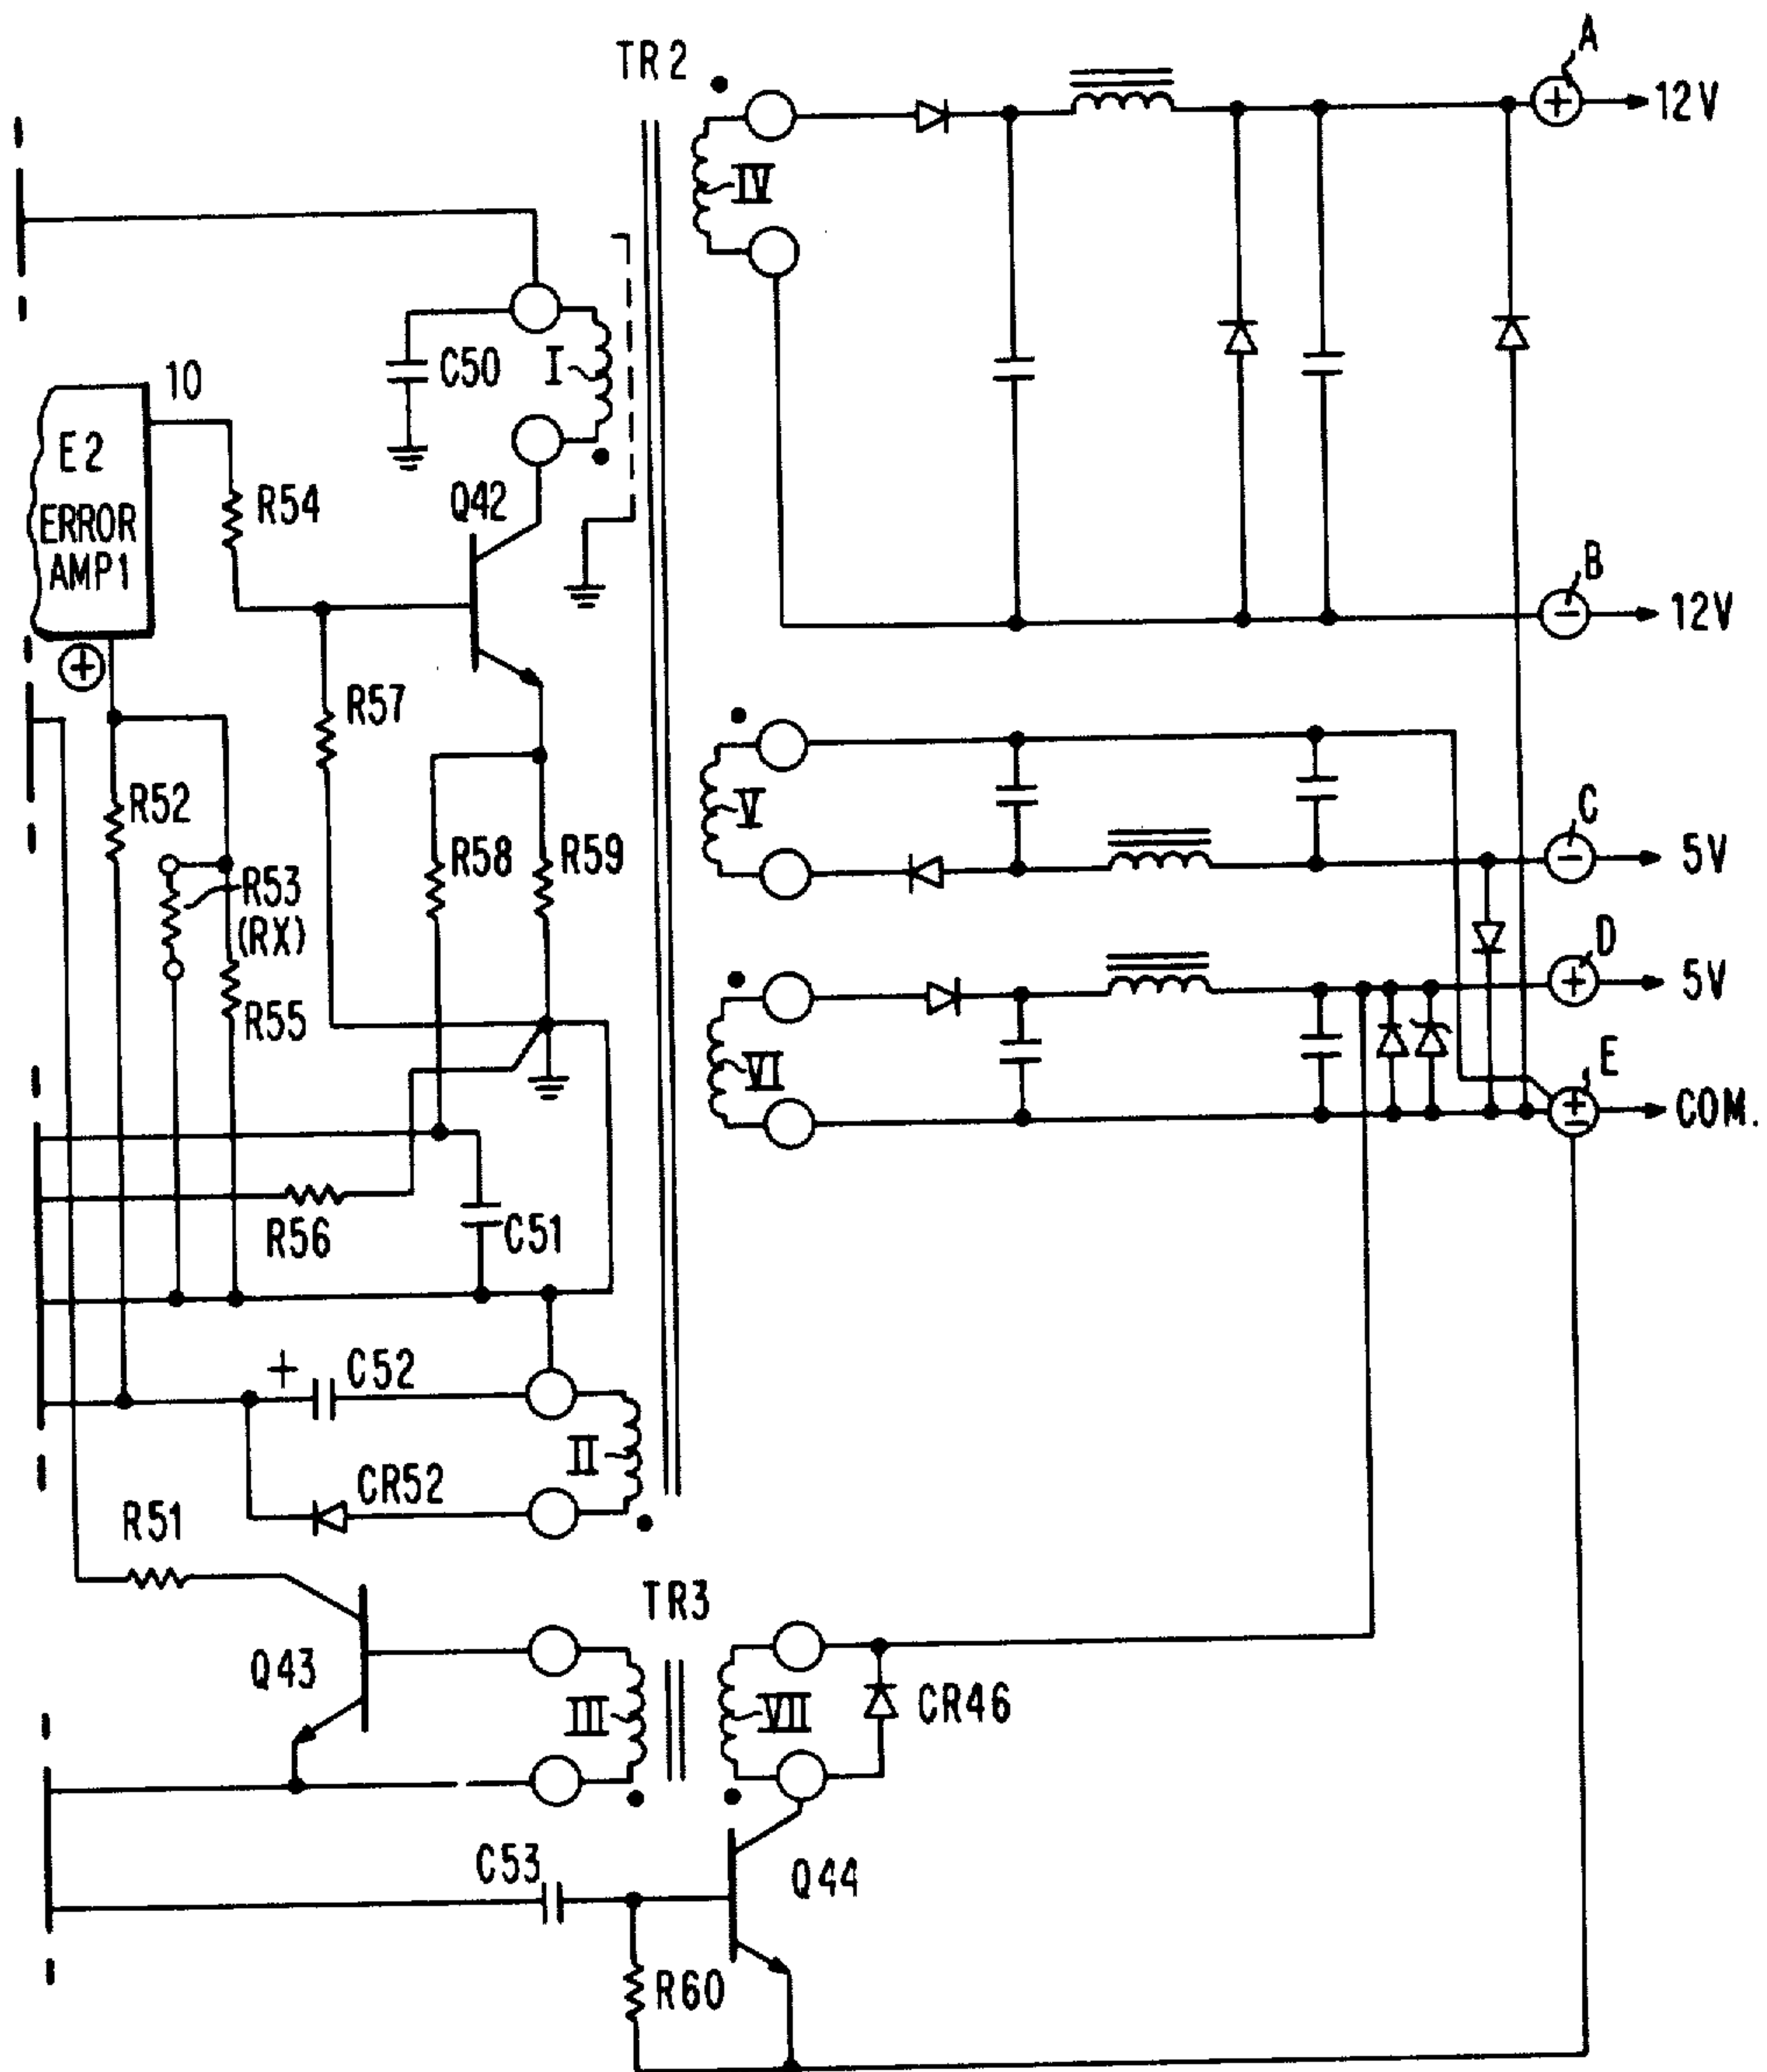 TR2
A
+
12V
IV
C50
I
10
E2
ERROR
AMP1
R54
Q42
B
-
12V
+
R57
R52
R58
R59
V
C
-
5V
R53
(RX)
R55
D
+
5V
VI
E
±
COM.
R56
C51
+
C52
II
CR52
R51
TR3
Q43
III
VII
CR46
C53
Q44
R60